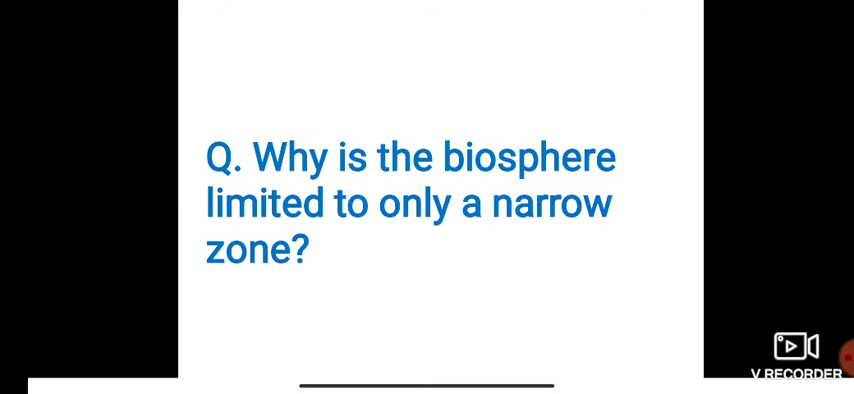 Q. Why is the biosphere
limited to only a narrow
zone?
V RECORDER